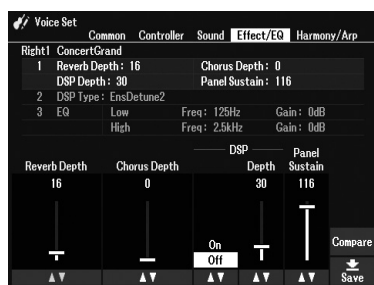 Voice Set
Common Controller Sound Effect/EQ Harmony/Arp
Right1 ConcertGrand
1 Reverb Depth: 16 Chorus Depth: 0
DSP Depth: 30 Panel Sustain: 116
2 DSP Type: EnsDetune2
3 EQ Low Freq: 125Hz Gain: 0dB
High Freq: 2.5kHz Gain: 0dB
DSP Panel
Reverb Depth Chorus Depth Depth Sustain
16 0 30 116
On
Off
Compare
▲▼ ▲▼ ▲▼ ▲▼ ▲▼ Save